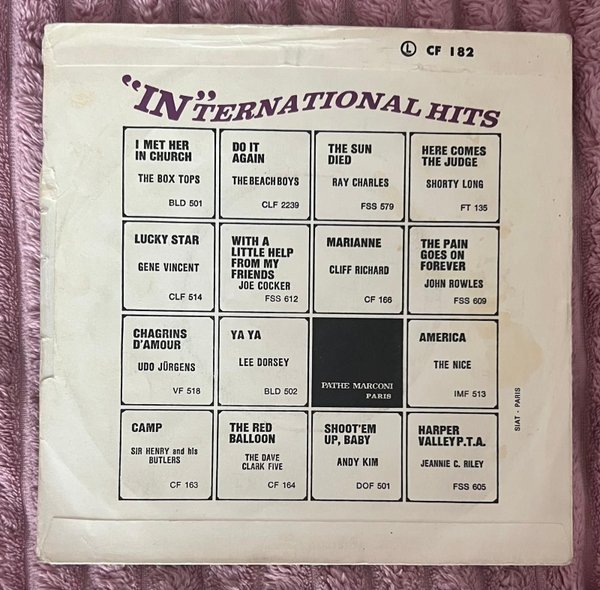 Ⓛ CF 182
"IN"TERNATIONAL HITS
I MET HER
IN CHURCH
THE BOX TOPS
BLD 501
DO IT
AGAIN
THE BEACH BOYS
CLF 2239
THE SUN
DIED
RAY CHARLES
FSS 579
HERE COMES
THE JUDGE
SHORTY LONG
FT 135
LUCKY STAR
GENE VINCENT
CLF 514
WITH A
LITTLE HELP
FROM MY
FRIENDS
JOE COCKER
FSS 612
MARIANNE
CLIFF RICHARD
CF 166
THE PAIN
GOES ON
FOREVER
JOHN ROWLES
FSS 609
CHAGRINS
D'AMOUR
UDO JÜRGENS
VF 518
YA YA
LEE DORSEY
BLD 502
PATHE MARCONI
PARIS
AMERICA
THE NICE
IMF 513
CAMP
SIR HENRY and his
BUTLERS
CF 163
THE RED
BALLOON
THE DAVE
CLARK FIVE
CF 164
SHOOT'EM
UP, BABY
ANDY KIM
DOF 501
HARPER
VALLEY P.T.A.
JEANNIE C. RILEY
FSS 605
SIAT - PARIS